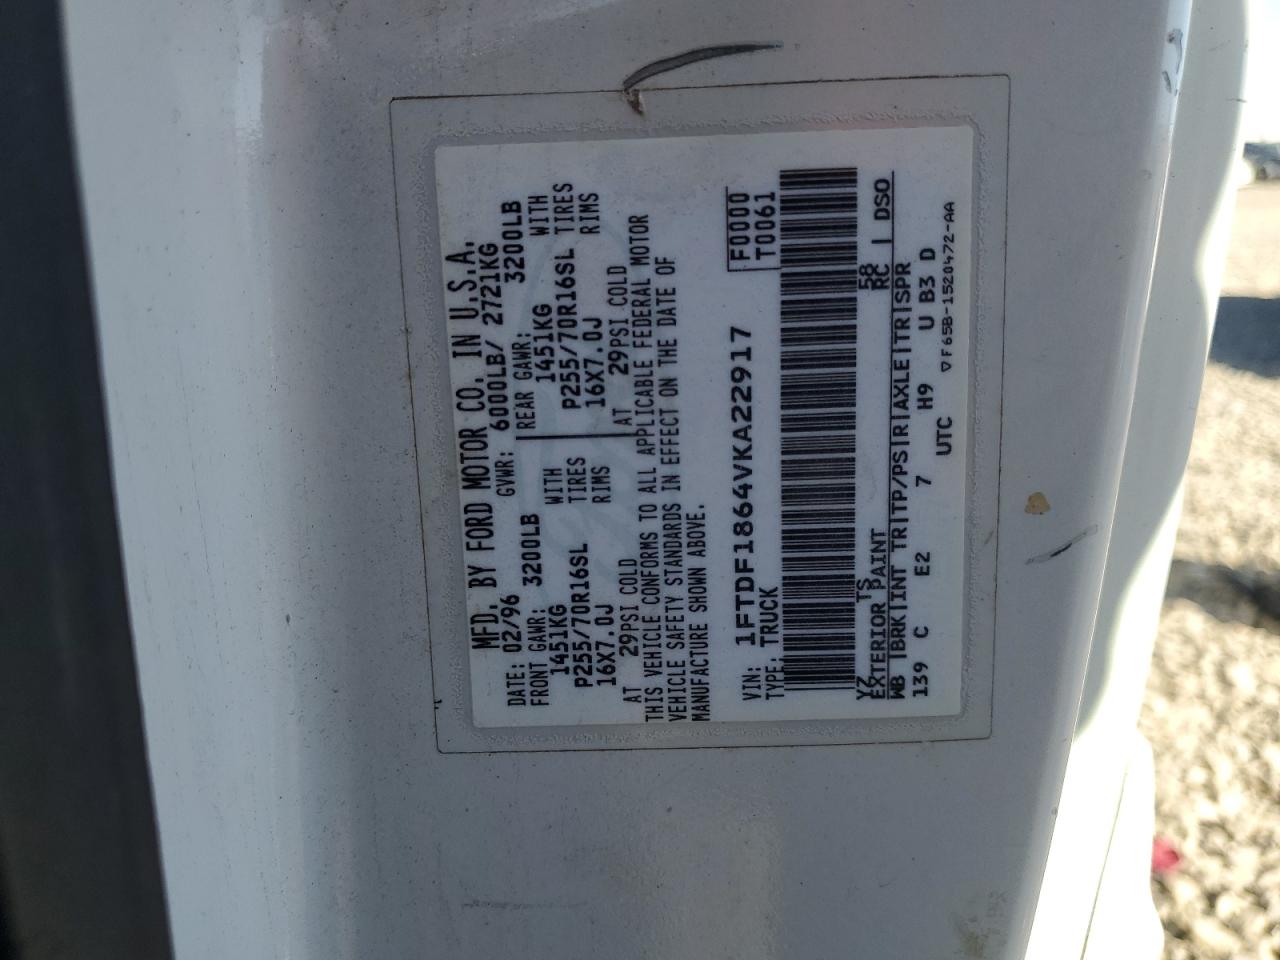 MFD. BY FORD MOTOR CO. IN U.S.A.
DATE: 02/96 GVWR: 6000LB/ 2721KG
FRONT GAWR: 3200LB REAR GAWR: 3200LB
1451KG WITH 1451KG WITH
P255/70R16SL TIRES P255/70R16SL TIRES
16X7.0J RIMS 16X7.0J RIMS
AT 29PSI COLD AT 29PSI COLD
THIS VEHICLE CONFORMS TO ALL APPLICABLE FEDERAL MOTOR
VEHICLE SAFETY STANDARDS IN EFFECT ON THE DATE OF
MANUFACTURE SHOWN ABOVE.
F0000
VIN: 1FTDF1864VKA22917
TYPE: TRUCK T0061
YZ TS 58
EXTERIOR PAINT RC | DSO
WB |BRK|INT TR|TP/PS|R|AXLE|TR|SPR
139 C E2 7 H9 U B3 D
UTC ▽F65B-1520472-AA